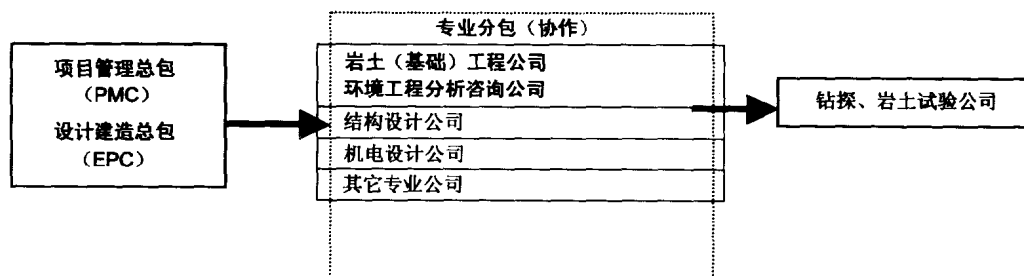 项目管理总包
（PMC）
设计建造总包
（EPC）
专业分包（协作）
岩土（基础）工程公司
环境工程分析咨询公司
结构设计公司
机电设计公司
其它专业公司
钻探、岩土试验公司